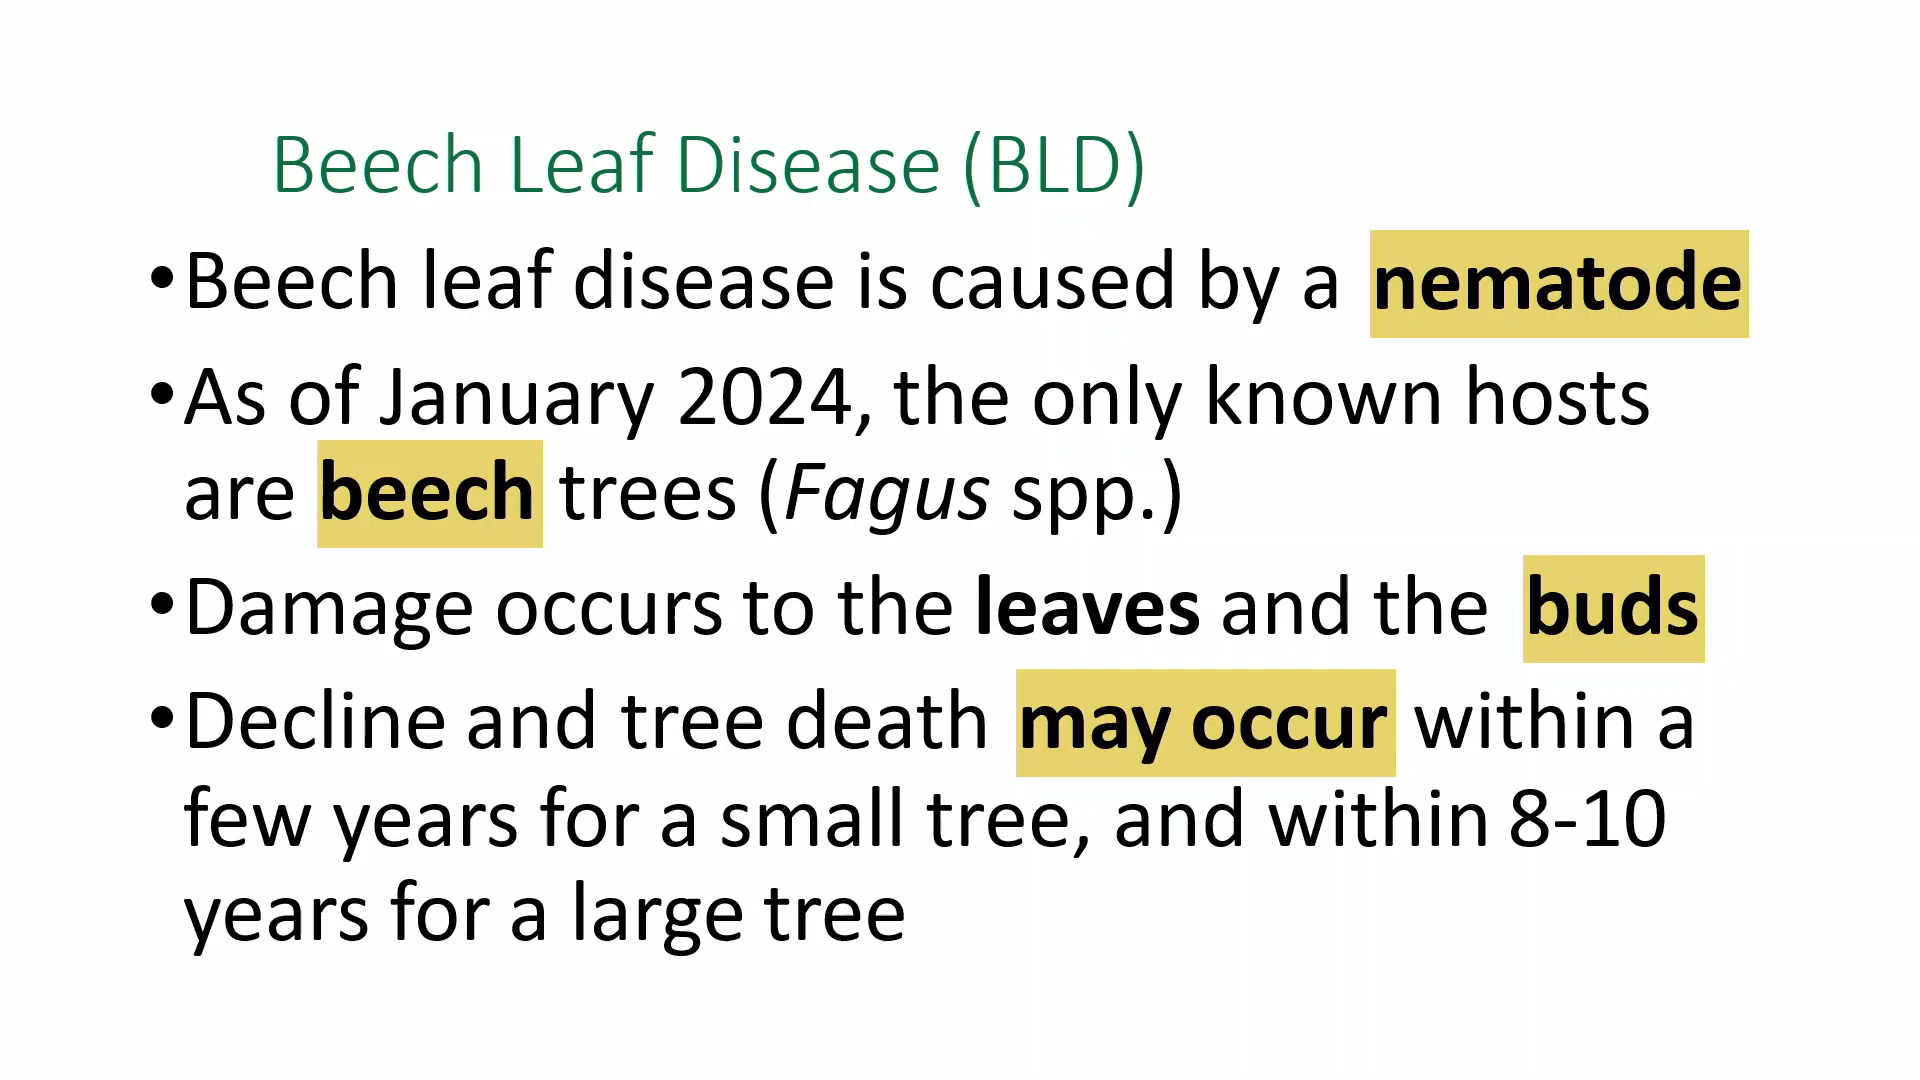 Beech Leaf Disease (BLD)
•Beech leaf disease is caused by a nematode
•As of January 2024, the only known hosts
are beech trees (Fagus spp.)
•Damage occurs to the leaves and the buds
•Decline and tree death may occur within a
few years for a small tree, and within 8-10
years for a large tree